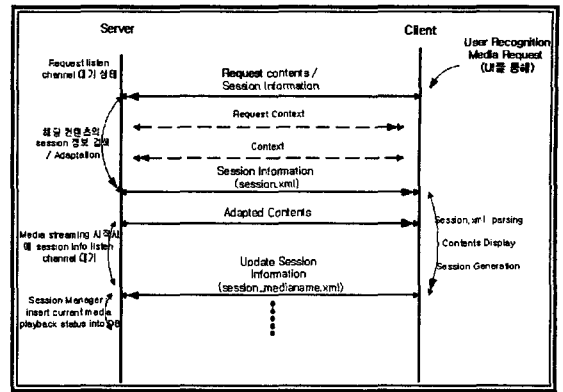 Server
Client
User Recognition
Media Request
(UI를 통해)
Request listen
channel 대기 상태
Request contents /
Session Information
Request Context
해당 컨텐츠의
session 정보 검색
/ Adaptation
Context
Session Information
(session.xml)
Adapted Contents
Session.xml parsing
Contents Display
Session Generation
Media streaming 시작시
에 session info listen
channel 대기
Update Session
Information
(session_medianame.xml)
Session Manager
insert current media
playback status into DB